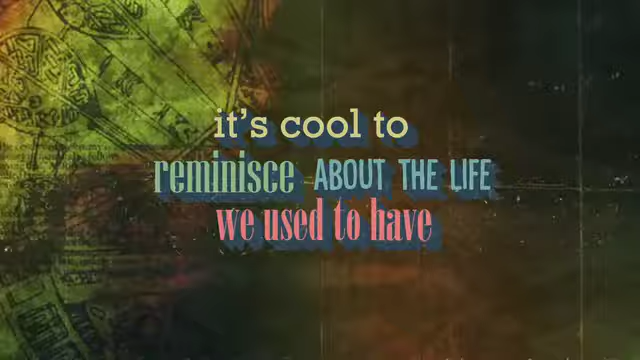 it's cool to
reminisce ABOUT THE LIFE
we used to have